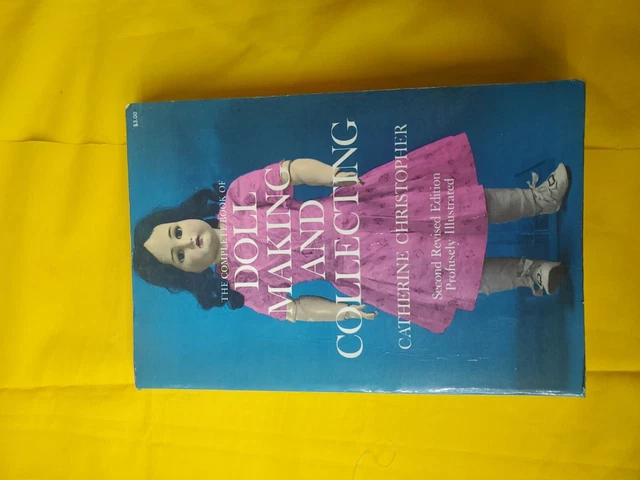 $3.00
THE COMPLETE BOOK OF
DOLL
MAKING
AND
COLLECTING
CATHERINE CHRISTOPHER
Second Revised Edition
Profusely Illustrated